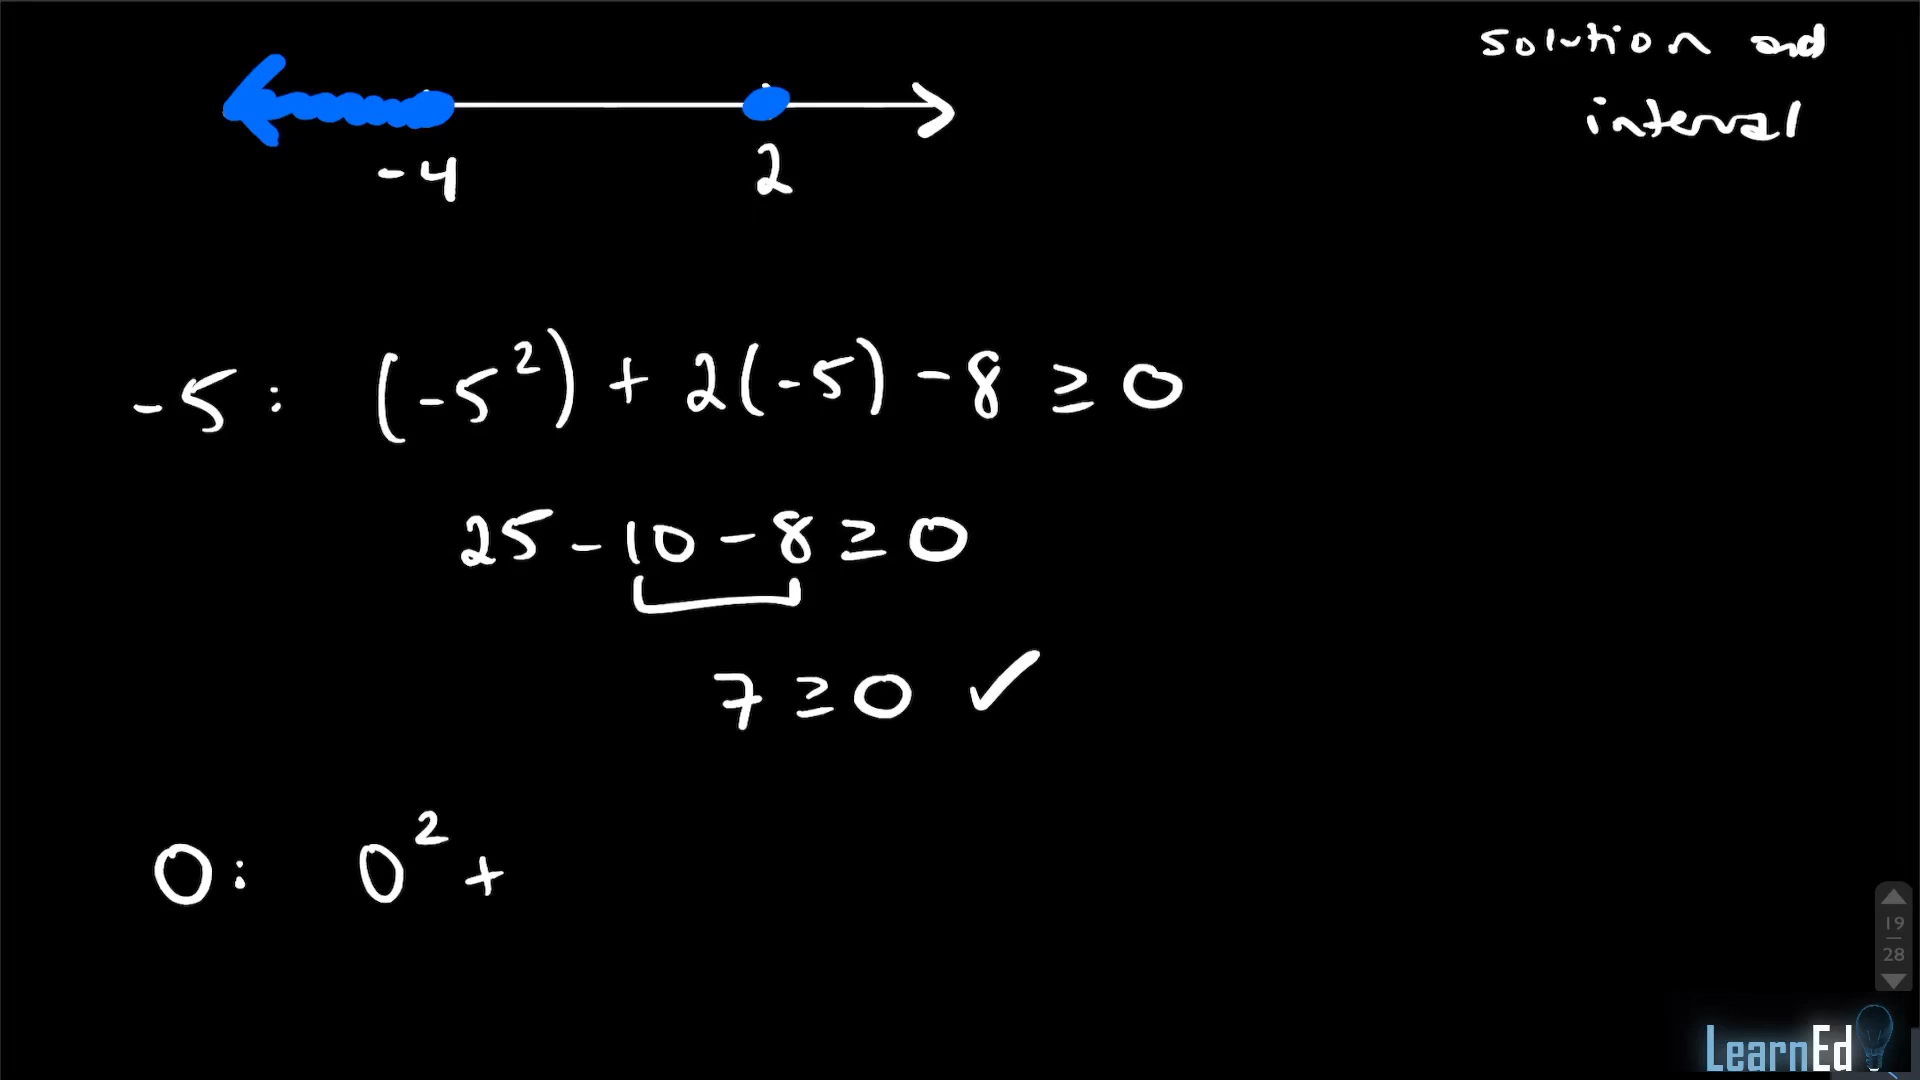 solution and
interval
-4 2
-5: (-5²) + 2(-5) - 8 ≥ 0
25 - 10 - 8 ≥ 0
7 ≥ 0 ✓
0: 0² +
19
28
LearnEd